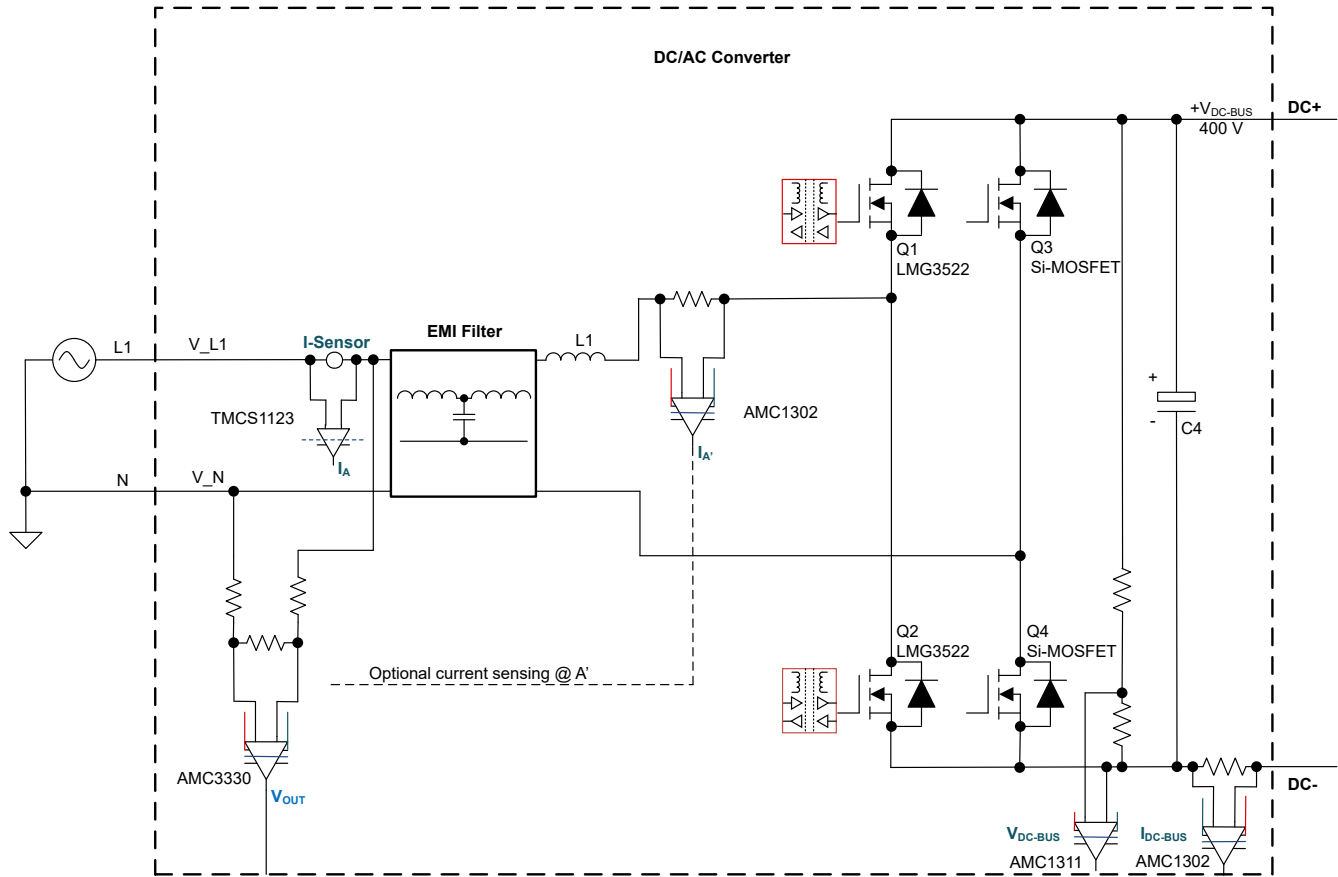 DC/AC Converter
+VDC-BUS
400 V
DC+
Q1
LMG3522
Q3
Si-MOSFET
L1
V_L1
I-Sensor
EMI Filter
L1
TMCS1123
IA
AMC1302
IA'
+
-
C4
N
V_N
Q2
LMG3522
Q4
Si-MOSFET
Optional current sensing @ A'
AMC3330
VOUT
DC-
VDC-BUS
AMC1311
IDC-BUS
AMC1302